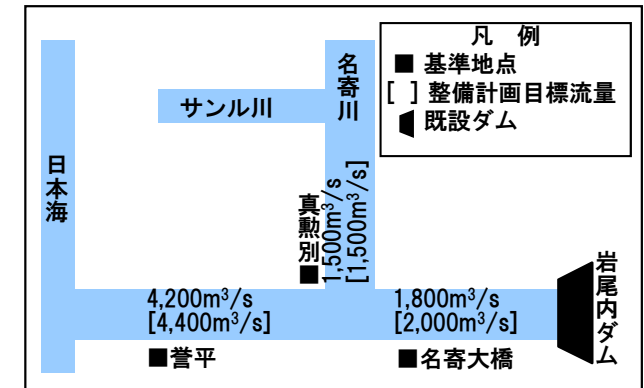 凡 例
■ 基準地点
[ ] 整備計画目標流量
既設ダム
名寄川
サンル川
日本海
真勲別■
1,500m³/s
[1,500m³/s]
岩尾内ダム
4,200m³/s
[4,400m³/s]
1,800m³/s
[2,000m³/s]
■誉平
■名寄大橋